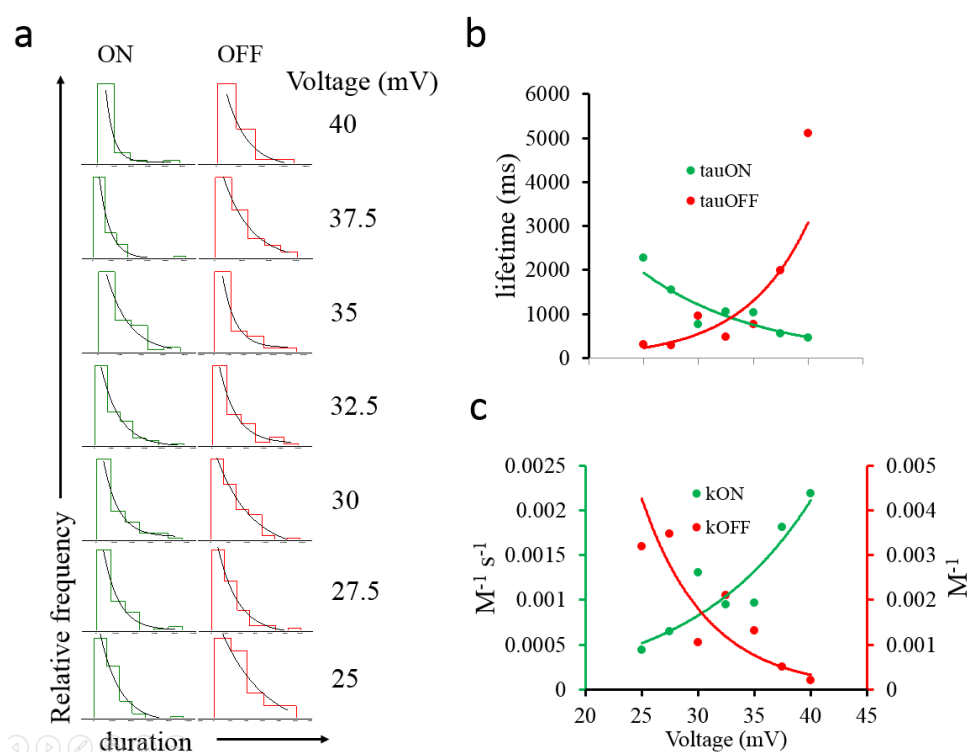 a
ON OFF
Voltage (mV)
40
37.5
35
32.5
30
27.5
25
Relative frequency
duration
b
6000
5000
4000
3000
2000
1000
0
lifetime (ms)
tauON
tauOFF
c
0.0025
0.002
0.0015
0.001
0.0005
0
M⁻¹ s⁻¹
kON
kOFF
0.005
0.004
0.003
0.002
0.001
0
M⁻¹
20 25 30 35 40 45
Voltage (mV)